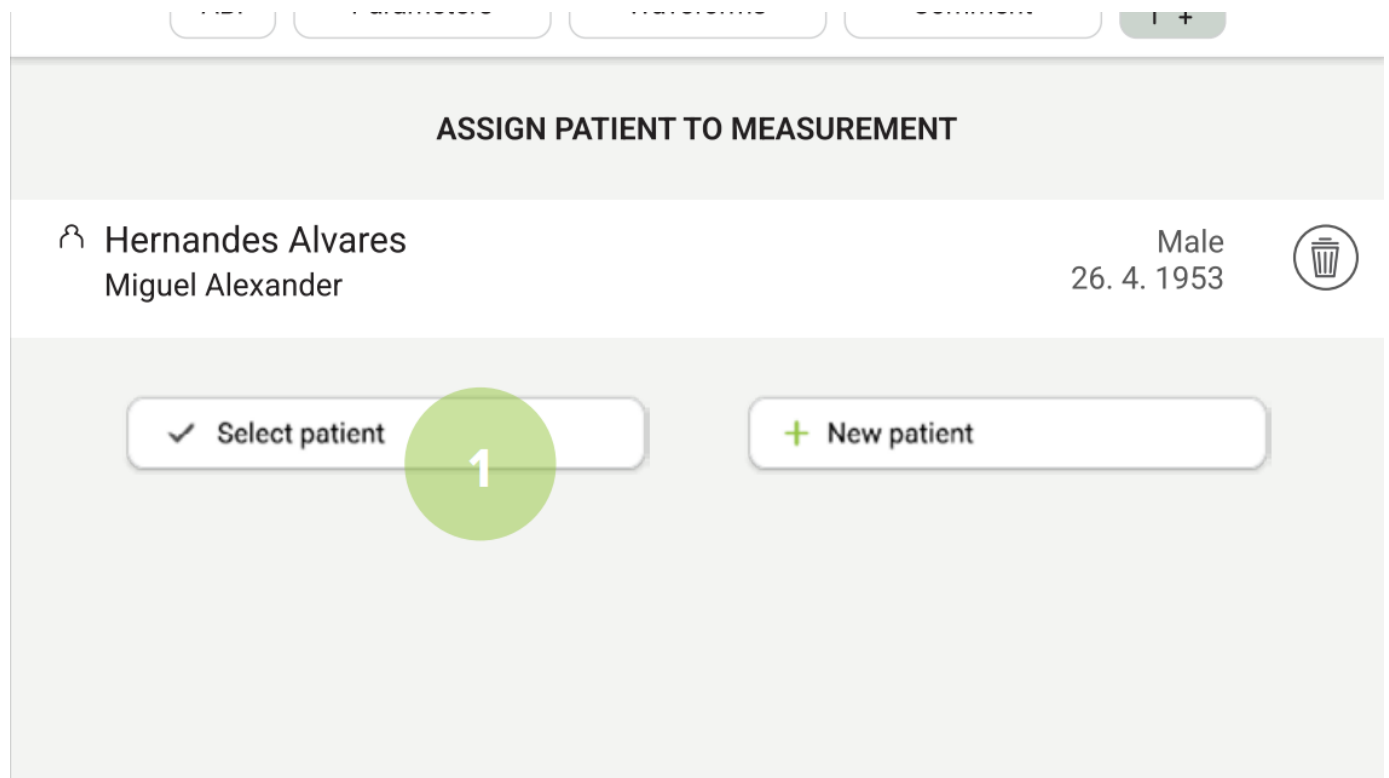 ASSIGN PATIENT TO MEASUREMENT
Hernandes Alvares
Male
Miguel Alexander
26. 4. 1953
Select patient
New patient
1